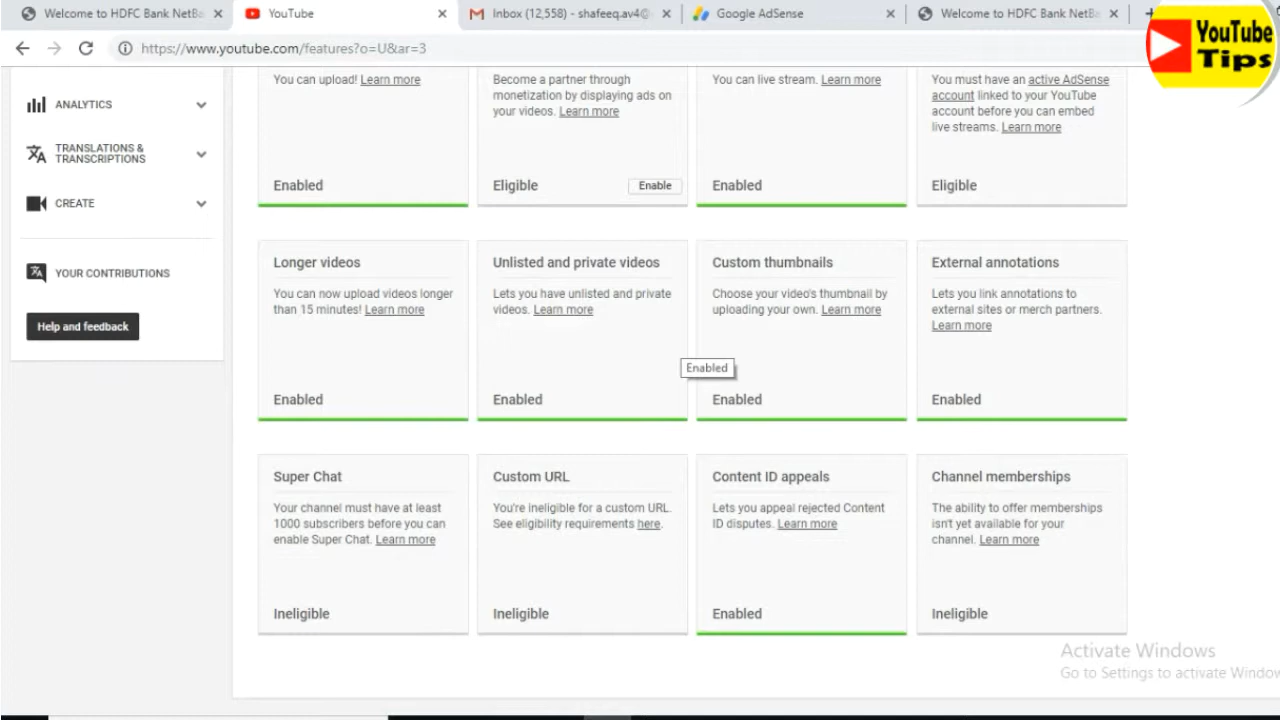 Welcome to HDFC Bank NetBa
YouTube
Inbox (12,558) - shafeeq.av4@
Google AdSense
Welcome to HDFC Bank NetBa
https://www.youtube.com/features?o=U&ar=3
YouTube
Tips
ANALYTICS
TRANSLATIONS &
TRANSCRIPTIONS
CREATE
YOUR CONTRIBUTIONS
Help and feedback
You can upload! Learn more
Enabled
Become a partner through
monetization by displaying ads on
your videos. Learn more
Eligible
Enable
You can live stream. Learn more
Enabled
You must have an active AdSense
account linked to your YouTube
account before you can embed
live streams. Learn more
Eligible
Longer videos
You can now upload videos longer
than 15 minutes! Learn more
Enabled
Unlisted and private videos
Lets you have unlisted and private
videos. Learn more
Enabled
Custom thumbnails
Choose your video's thumbnail by
uploading your own. Learn more
Enabled
Enabled
External annotations
Lets you link annotations to
external sites or merch partners.
Learn more
Enabled
Super Chat
Your channel must have at least
1000 subscribers before you can
enable Super Chat. Learn more
Ineligible
Custom URL
You're ineligible for a custom URL.
See eligibility requirements here.
Ineligible
Content ID appeals
Lets you appeal rejected Content
ID disputes. Learn more
Enabled
Channel memberships
The ability to offer memberships
isn't yet available for your
channel. Learn more
Ineligible
Activate Windows
Go to Settings to activate Window